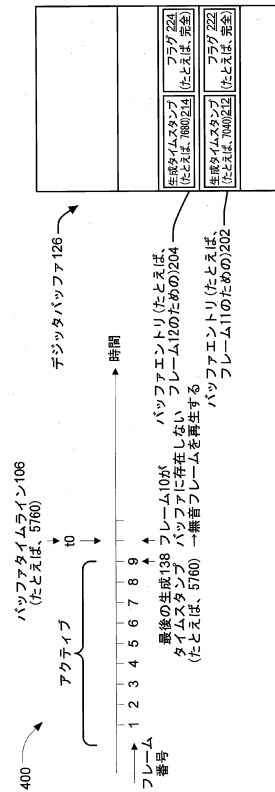 400
バッファタイムライン106
(たとえば、5760)
t0
アクティブ
時間
1 2 3 4 5 6 7 8 9
フレーム
番号
最後の生成138
タイムスタンプ
(たとえば、5760)
フレーム10が
バッファに存在しない
→無音フレームを再生する
デジッタバッファ126
バッファエントリ(たとえば、
フレーム12のための)204
バッファエントリ(たとえば、
フレーム11のための)202
生成タイムスタンプ
(たとえば、7680)214
フラグ 224
(たとえば、完全)
生成タイムスタンプ
(たとえば、7040)212
フラグ 222
(たとえば、完全)